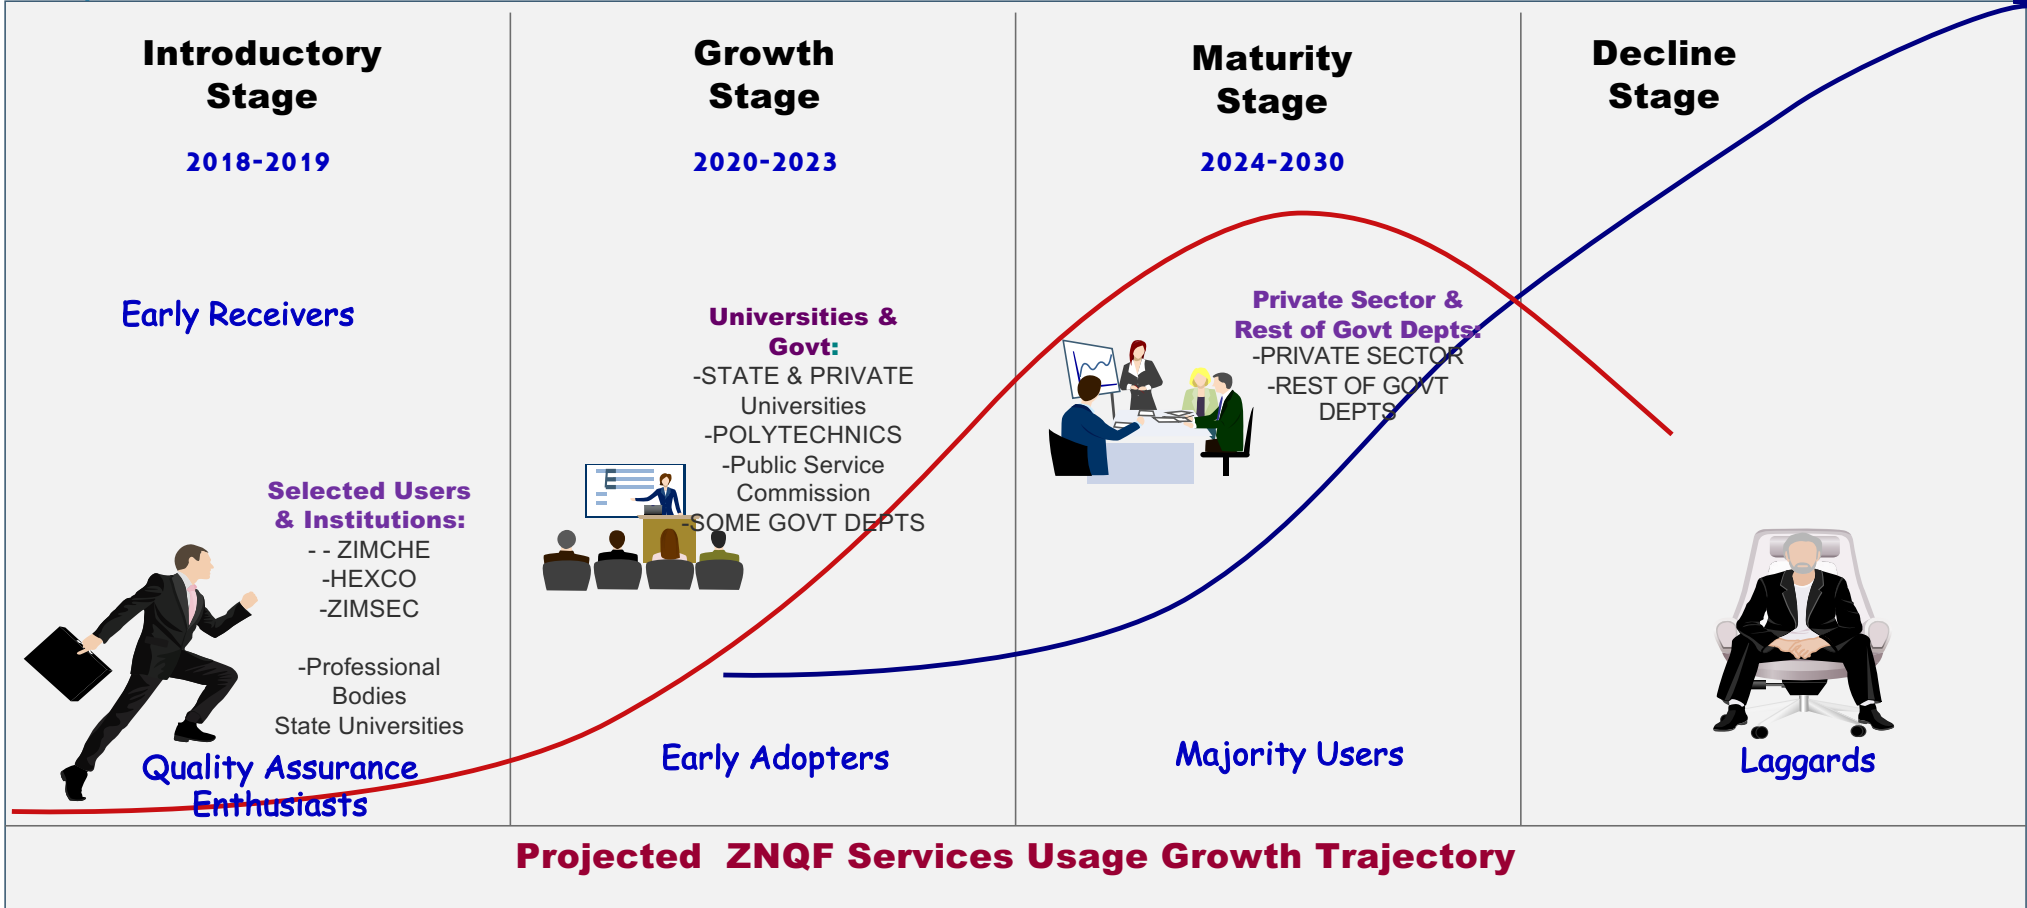 Introductory
Stage
2018-2019
Early Receivers
Selected Users
& Institutions:
- - ZIMCHE
-HEXCO
-ZIMSEC
-Professional
Bodies
State Universities
Quality Assurance
Enthusiasts
Growth
Stage
2020-2023
Universities &
Govt:
-STATE & PRIVATE
Universities
-POLYTECHNICS
-Public Service
Commission
-SOME GOVT DEPTS
Early Adopters
Maturity
Stage
2024-2030
Private Sector &
Rest of Govt Depts:
-PRIVATE SECTOR
-REST OF GOVT
DEPTS
Majority Users
Decline
Stage
Laggards
Projected ZNQF Services Usage Growth Trajectory